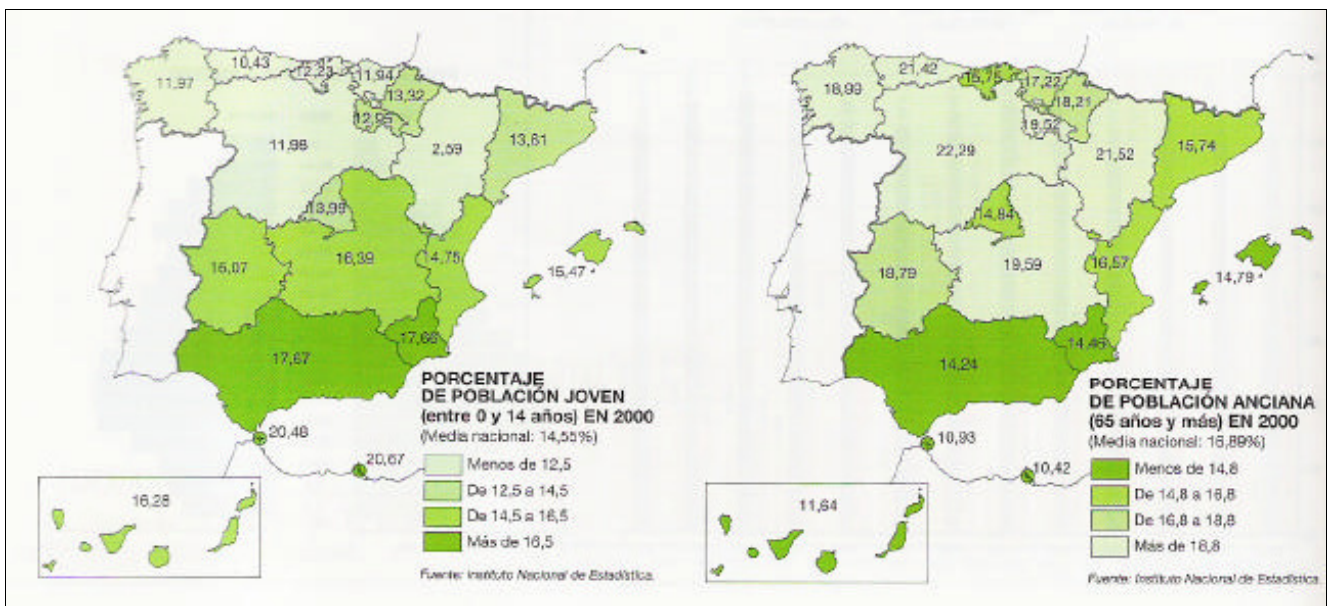 10,43
12,23
11,94
11,97
13,32
12,95
13,81
11,98
2,59
13,99
16,39
14,75
15,47
16,07
17,66
17,67
20,48
20,67
16,28
PORCENTAJE
DE POBLACIÓN JOVEN
(entre 0 y 14 años) EN 2000
(Media nacional: 14,55%)
Menos de 12,5
De 12,5 a 14,5
De 14,5 a 16,5
Más de 16,5
Fuente: Instituto Nacional de Estadística.
21,42
15,75
17,22
18,99
18,21
19,52
15,74
22,29
21,52
14,84
19,59
16,57
14,79
18,79
14,46
14,24
10,93
10,42
11,64
PORCENTAJE
DE POBLACIÓN ANCIANA
(65 años y más) EN 2000
(Media nacional: 16,89%)
Menos de 14,8
De 14,8 a 16,8
De 16,8 a 18,8
Más de 18,8
Fuente: Instituto Nacional de Estadística.